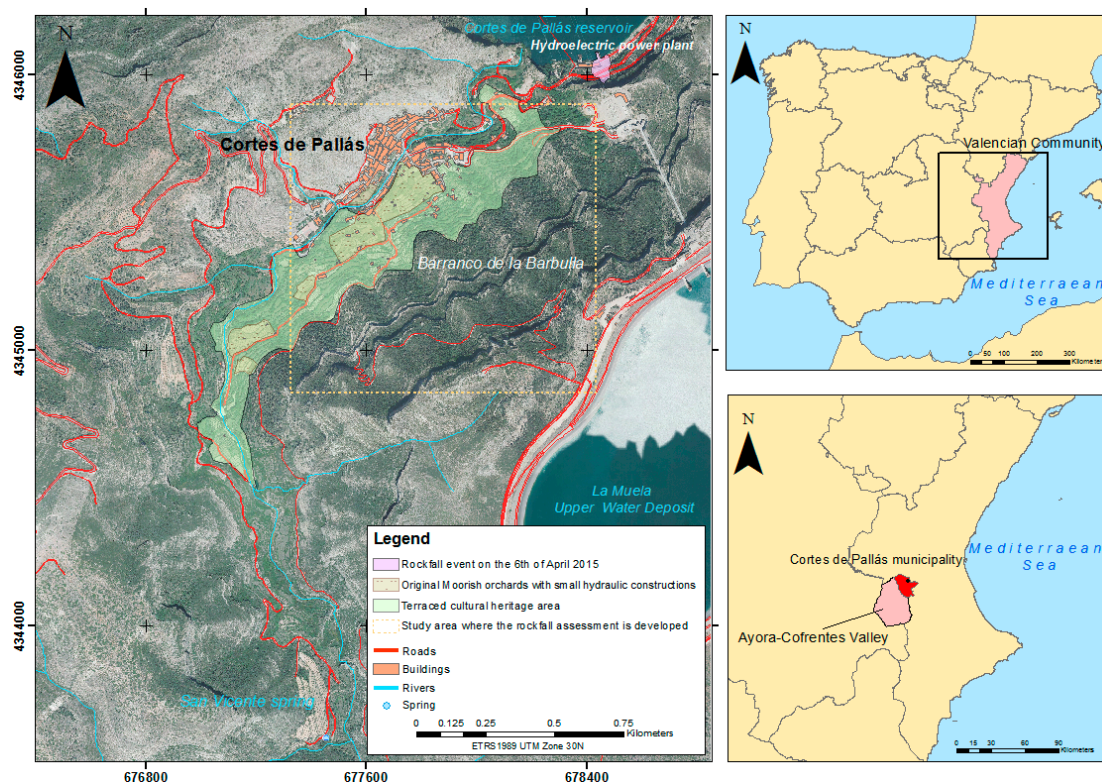 N
Cortes de Pallás reservoir
Hydroelectric power plant
Cortes de Pallás
Barranco de la Barbulla
La Muela
Upper Water Deposit
San Vicente spring
4346000
4345000
4344000
676800
677600
678400
Legend
Rockfall event on the 6th of April 2015
Original Moorish orchards with small hydraulic constructions
Terraced cultural heritage area
Study area where the rockfall assessment is developed
Roads
Buildings
Rivers
Spring
0 0.125 0.25 0.5 0.75
Kilometers
ETRS1989 UTM Zone 30N
N
Valencian Community
Mediterraean
Sea
0 50 100 200 300
Kilometers
N
Cortes de Pallás municipality
Ayora-Cofrentes Valley
Mediterraean
Sea
0 15 30 60 90
Kilometers